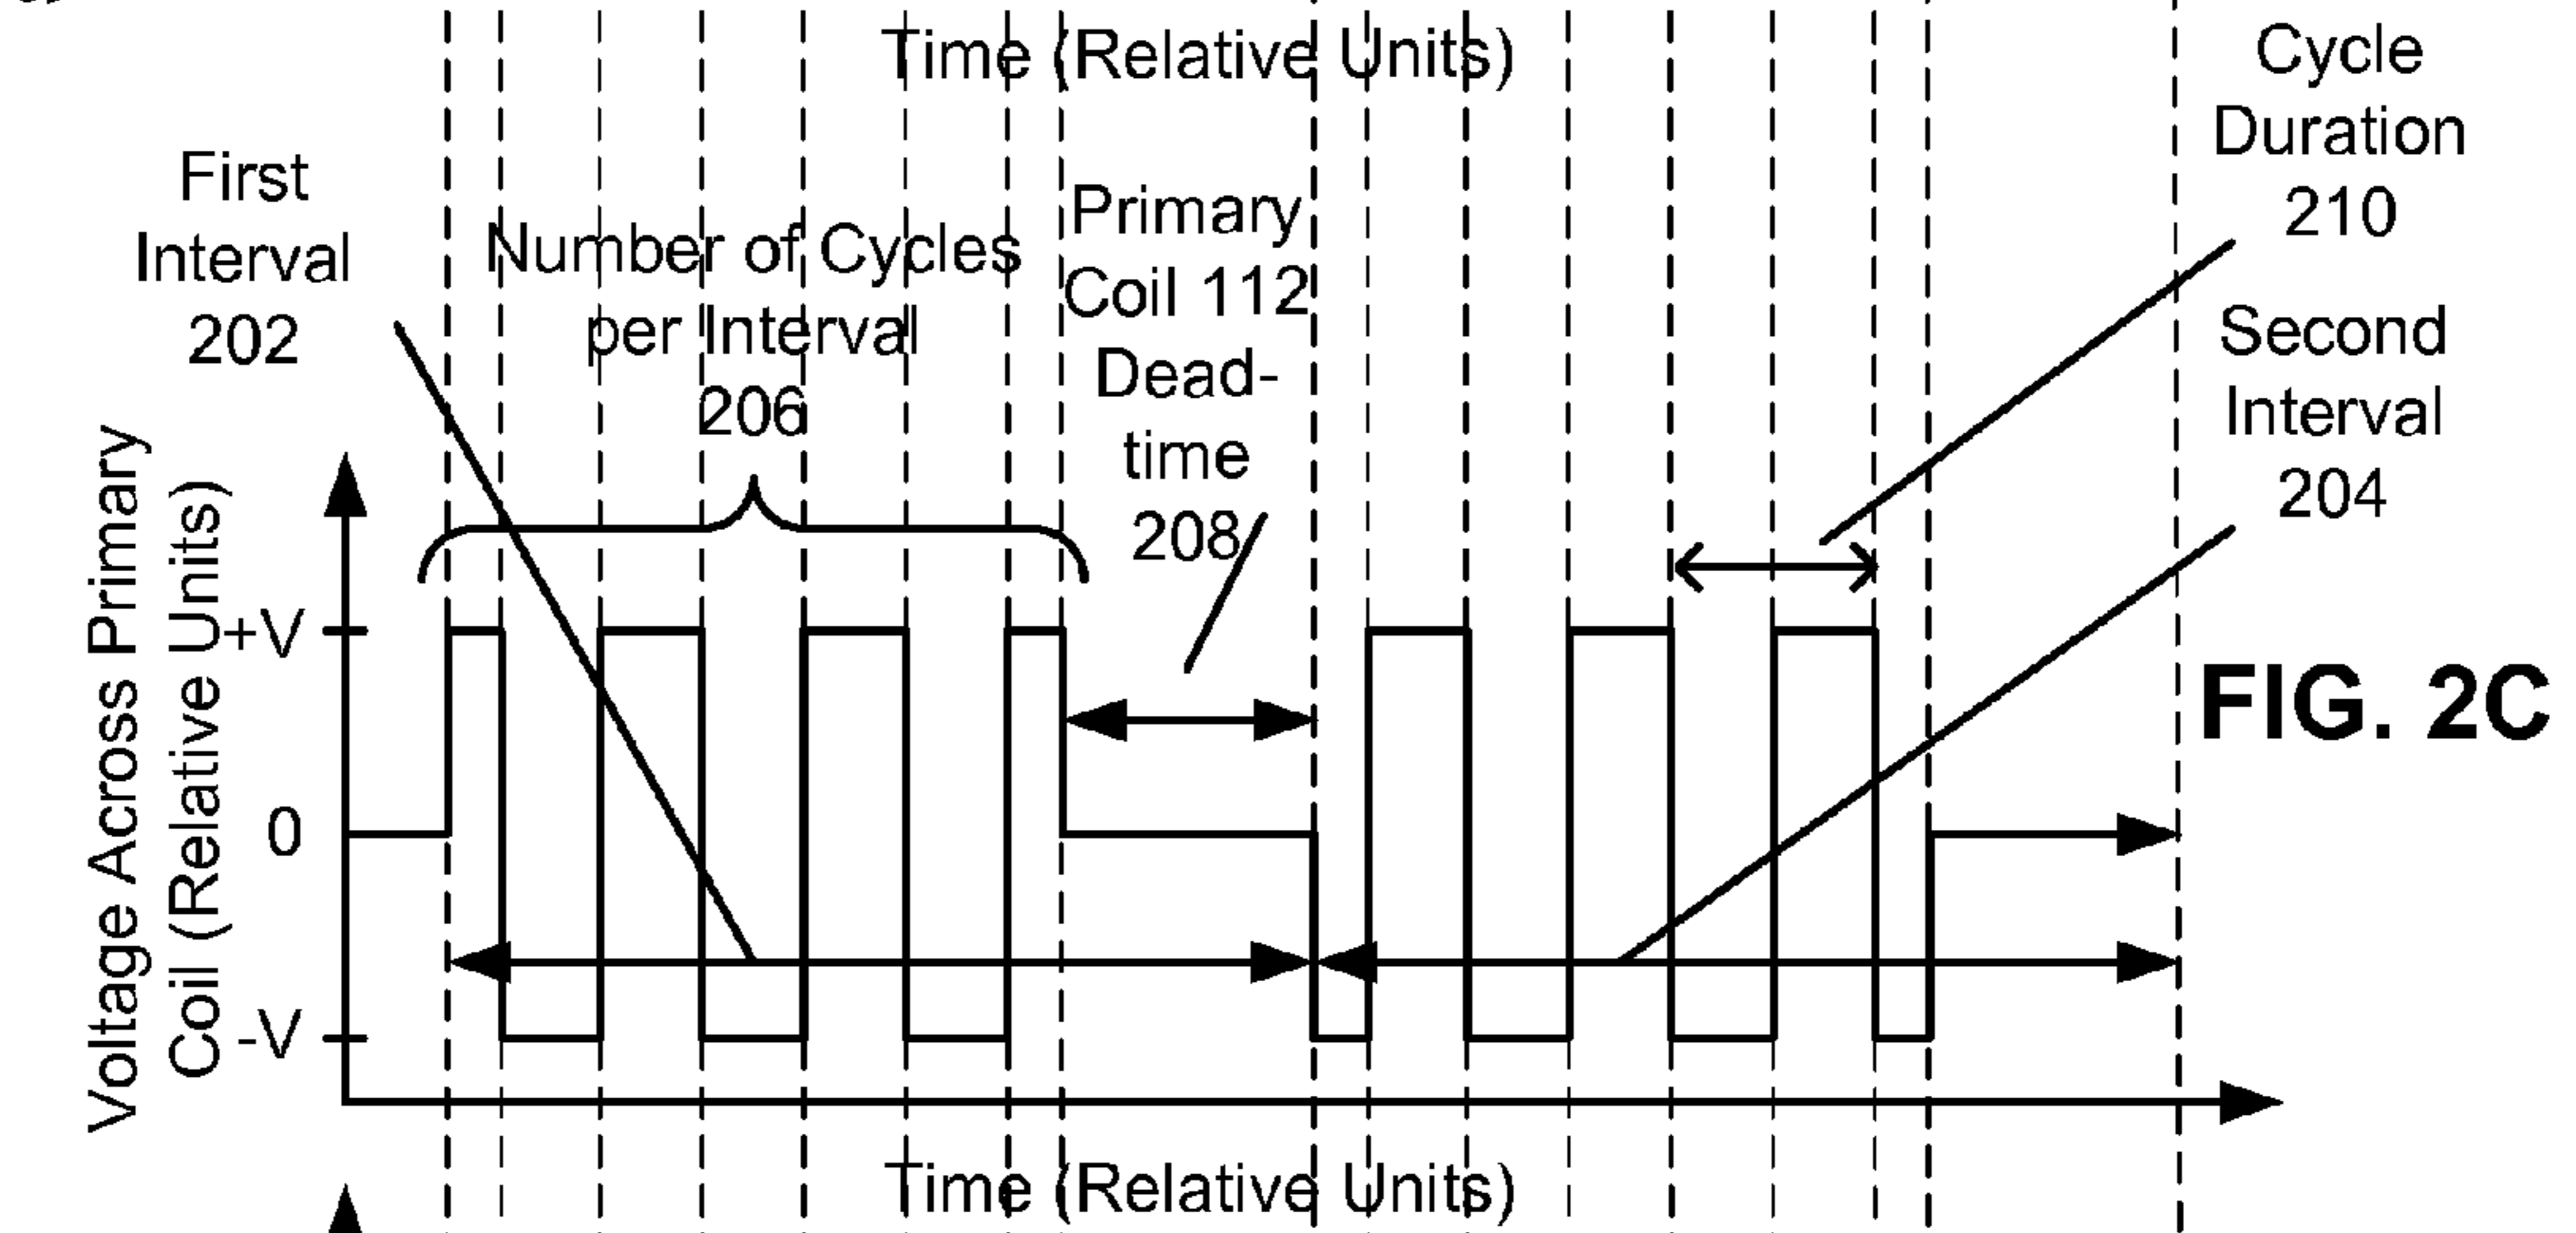 Time (Relative Units)
Cycle
Duration
210
First
Interval
202
Number of Cycles
per Interval
206
Primary
Coil 112
Dead-
time
208
Second
Interval
204
Voltage Across Primary
Coil (Relative Units)
+V
0
-V
FIG. 2C
Time (Relative Units)